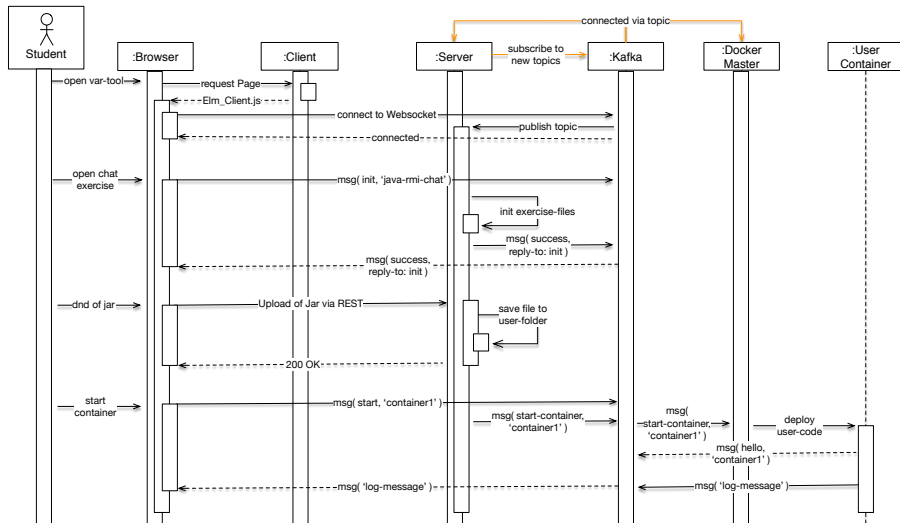 connected via topic
Student
:Browser
:Client
:Server
subscribe to
new topics
:Kafka
:Docker
Master
:User
Container
open var-tool
request Page
Elm_Client.js
connect to Websocket
publish topic
connected
open chat
exercise
msg( init, ‘java-rmi-chat’ )
init exercise-files
msg( success,
reply-to: init )
msg( success,
reply-to: init )
dnd of jar
Upload of Jar via REST
save file to
user-folder
200 OK
start
container
msg( start, ‘container1’ )
msg( start-container,
‘container1’ )
msg(
start-container,
‘container1’ )
deploy
user-code
msg( hello,
‘container1’ )
msg( ‘log-message’ )
msg( ‘log-message’ )